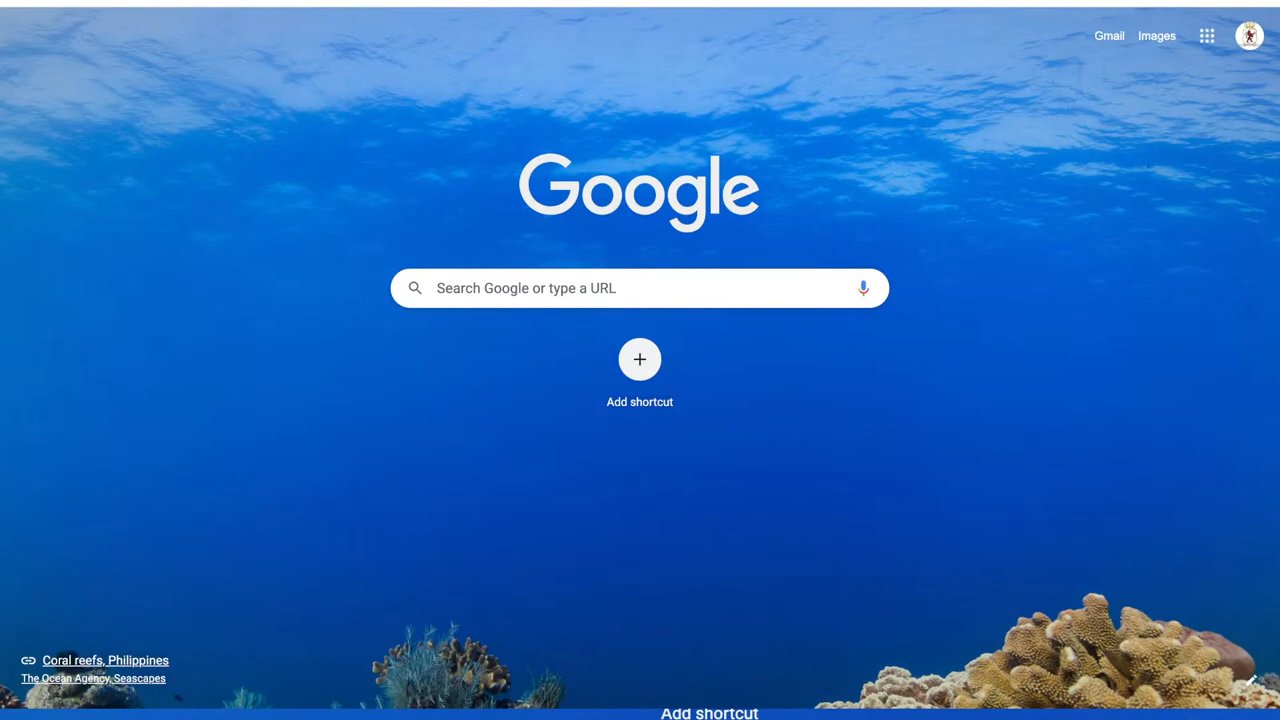 Gmail Images
Google
Search Google or type a URL
Add shortcut
Coral reefs, Philippines
The Ocean Agency, Seascapes
Add shortcut